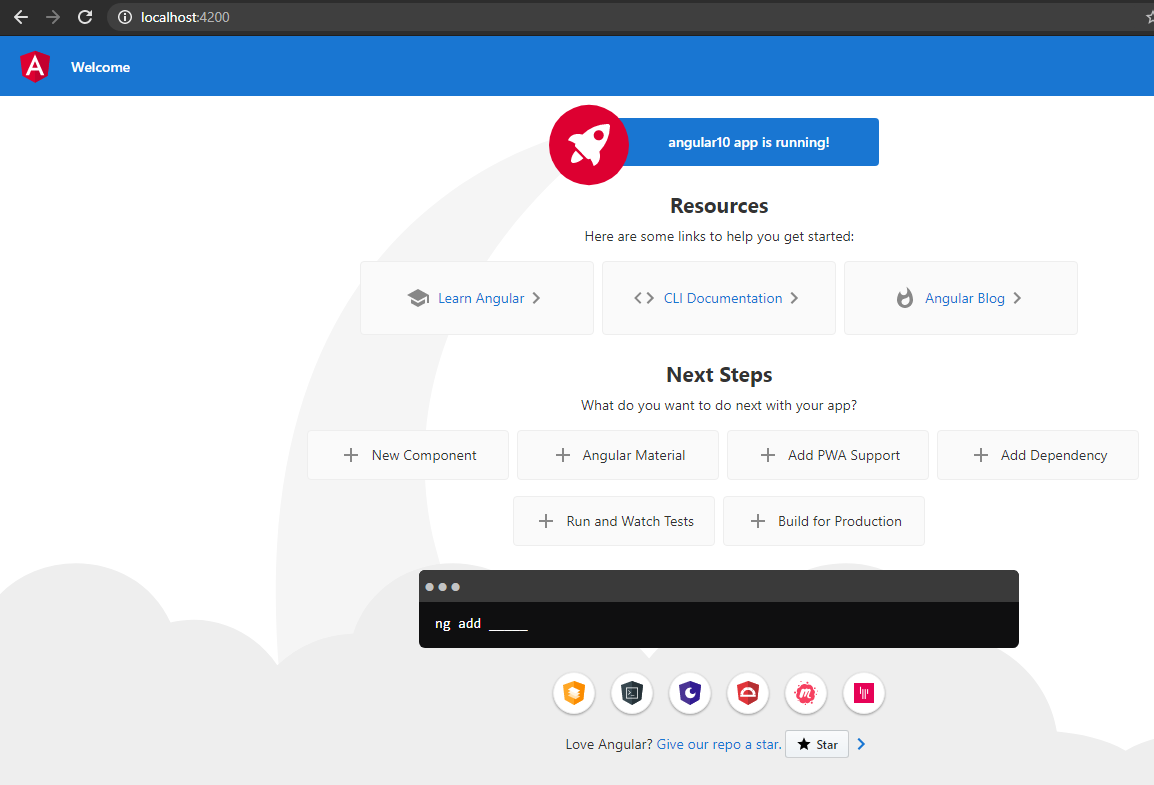 localhost:4200
Welcome
angular10 app is running!
Resources
Here are some links to help you get started:
Learn Angular
CLI Documentation
Angular Blog
Next Steps
What do you want to do next with your app?
New Component
Angular Material
Add PWA Support
Add Dependency
Run and Watch Tests
Build for Production
ng add _____
Love Angular? Give our repo a star. Star